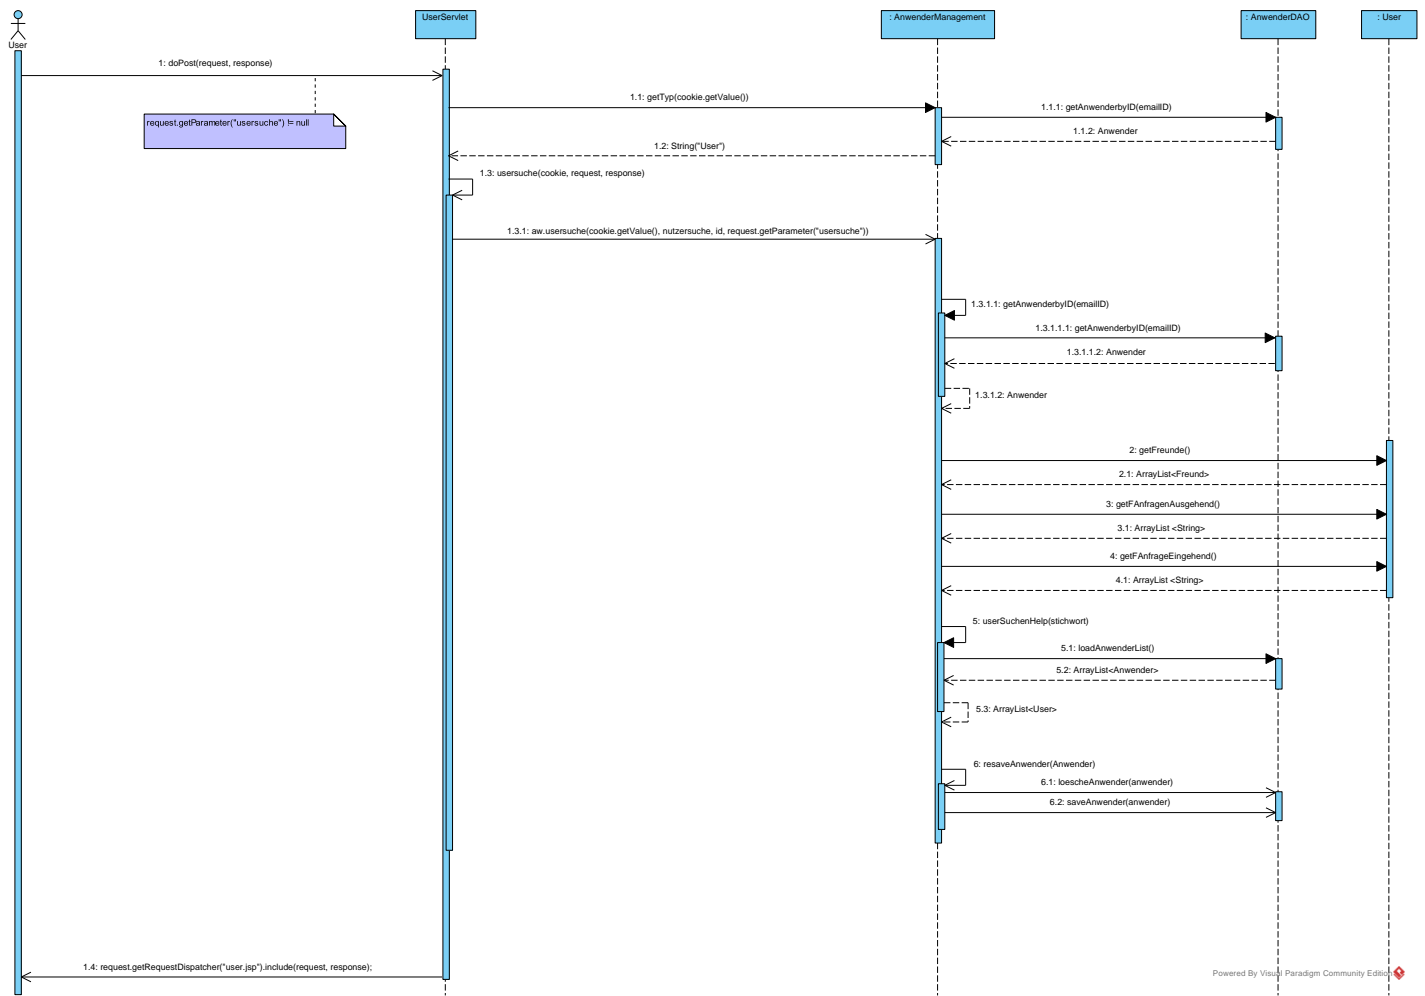 UserServlet
: AnwenderManagement
: AnwenderDAO
: User
User
1: doPost(request, response)
request.getParameter("usersuche") != null
1.1: getTyp(cookie.getValue())
1.1.1: getAnwenderbyID(emailID)
1.1.2: Anwender
1.2: String("User")
1.3: usersuche(cookie, request, response)
1.3.1: aw.usersuche(cookie.getValue(), nutzersuche, id, request.getParameter("usersuche"))
1.3.1.1: getAnwenderbyID(emailID)
1.3.1.1.1: getAnwenderbyID(emailID)
1.3.1.1.2: Anwender
1.3.1.2: Anwender
2: getFreunde()
2.1: ArrayList<Freund>
3: getFAnfragenAusgehend()
3.1: ArrayList <String>
4: getFAnfrageEingehend()
4.1: ArrayList <String>
5: userSuchenHelp(stichwort)
5.1: loadAnwenderList()
5.2: ArrayList<Anwender>
5.3: ArrayList<User>
6: resaveAnwender(Anwender)
6.1: loescheAnwender(anwender)
6.2: saveAnwender(anwender)
1.4: request.getRequestDispatcher("user.jsp").include(request, response);
Powered By Visual Paradigm Community Edition